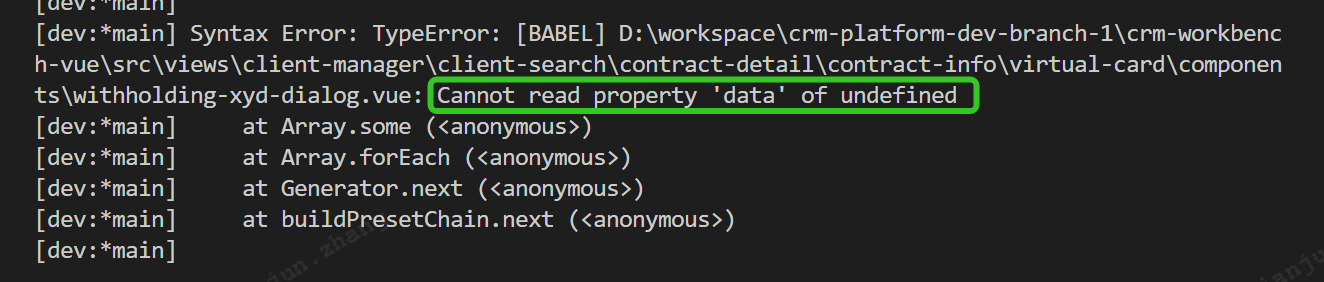 [dev:*main]
[dev:*main] Syntax Error: TypeError: [BABEL] D:\workspace\crm-platform-dev-branch-1\crm-workbenc
h-vue\src\views\client-manager\client-search\contract-detail\contract-info\virtual-card\componen
ts\withholding-xyd-dialog.vue: Cannot read property 'data' of undefined
[dev:*main]     at Array.some (<anonymous>)
[dev:*main]     at Array.forEach (<anonymous>)
[dev:*main]     at Generator.next (<anonymous>)
[dev:*main]     at buildPresetChain.next (<anonymous>)
[dev:*main]